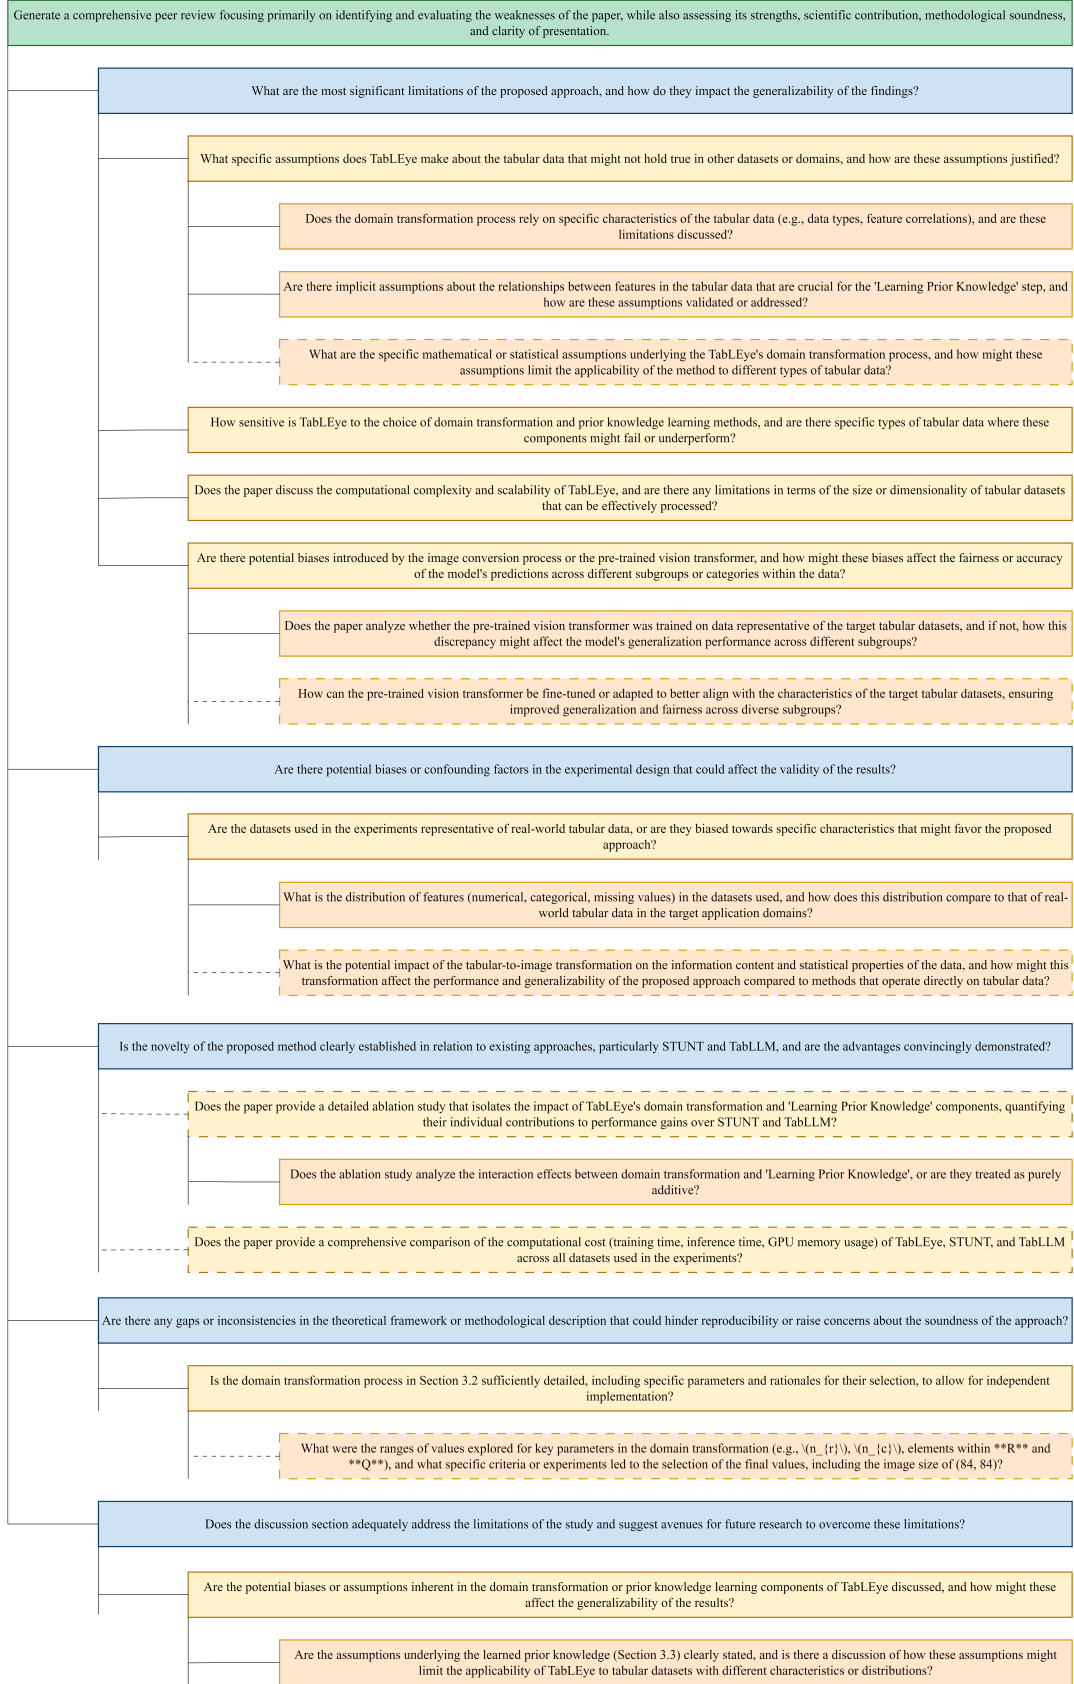 Generate a comprehensive peer review focusing primarily on identifying and evaluating the weaknesses of the paper, while also assessing its strengths, scientific contribution, methodological soundness,
and clarity of presentation.
What are the most significant limitations of the proposed approach, and how do they impact the generalizability of the findings?
What specific assumptions does TabLEye make about the tabular data that might not hold true in other datasets or domains, and how are these assumptions justified?
Does the domain transformation process rely on specific characteristics of the tabular data (e.g., data types, feature correlations), and are these
limitations discussed?
Are there implicit assumptions about the relationships between features in the tabular data that are crucial for the 'Learning Prior Knowledge' step, and
how are these assumptions validated or addressed?
What are the specific mathematical or statistical assumptions underlying the TabLEye's domain transformation process, and how might these
assumptions limit the applicability of the method to different types of tabular data?
How sensitive is TabLEye to the choice of domain transformation and prior knowledge learning methods, and are there specific types of tabular data where these
components might fail or underperform?
Does the paper discuss the computational complexity and scalability of TabLEye, and are there any limitations in terms of the size or dimensionality of tabular datasets
that can be effectively processed?
Are there potential biases introduced by the image conversion process or the pre-trained vision transformer, and how might these biases affect the fairness or accuracy
of the model's predictions across different subgroups or categories within the data?
Does the paper analyze whether the pre-trained vision transformer was trained on data representative of the target tabular datasets, and if not, how this
discrepancy might affect the model's generalization performance across different subgroups?
How can the pre-trained vision transformer be fine-tuned or adapted to better align with the characteristics of the target tabular datasets, ensuring
improved generalization and fairness across diverse subgroups?
Are there potential biases or confounding factors in the experimental design that could affect the validity of the results?
Are the datasets used in the experiments representative of real-world tabular data, or are they biased towards specific characteristics that might favor the proposed
approach?
What is the distribution of features (numerical, categorical, missing values) in the datasets used, and how does this distribution compare to that of real-
world tabular data in the target application domains?
What is the potential impact of the tabular-to-image transformation on the information content and statistical properties of the data, and how might this
transformation affect the performance and generalizability of the proposed approach compared to methods that operate directly on tabular data?
Is the novelty of the proposed method clearly established in relation to existing approaches, particularly STUNT and TabLLM, and are the advantages convincingly demonstrated?
Does the paper provide a detailed ablation study that isolates the impact of TabLEye's domain transformation and 'Learning Prior Knowledge' components, quantifying
their individual contributions to performance gains over STUNT and TabLLM?
Does the ablation study analyze the interaction effects between domain transformation and 'Learning Prior Knowledge', or are they treated as purely
additive?
Does the paper provide a comprehensive comparison of the computational cost (training time, inference time, GPU memory usage) of TabLEye, STUNT, and TabLLM
across all datasets used in the experiments?
Are there any gaps or inconsistencies in the theoretical framework or methodological description that could hinder reproducibility or raise concerns about the soundness of the approach?
Is the domain transformation process in Section 3.2 sufficiently detailed, including specific parameters and rationales for their selection, to allow for independent
implementation?
What were the ranges of values explored for key parameters in the domain transformation (e.g., \(n_{r}\), \(n_{c}\), elements within **R** and
**Q**), and what specific criteria or experiments led to the selection of the final values, including the image size of (84, 84)?
Does the discussion section adequately address the limitations of the study and suggest avenues for future research to overcome these limitations?
Are the potential biases or assumptions inherent in the domain transformation or prior knowledge learning components of TabLEye discussed, and how might these
affect the generalizability of the results?
Are the assumptions underlying the learned prior knowledge (Section 3.3) clearly stated, and is there a discussion of how these assumptions might
limit the applicability of TabLEye to tabular datasets with different characteristics or distributions?